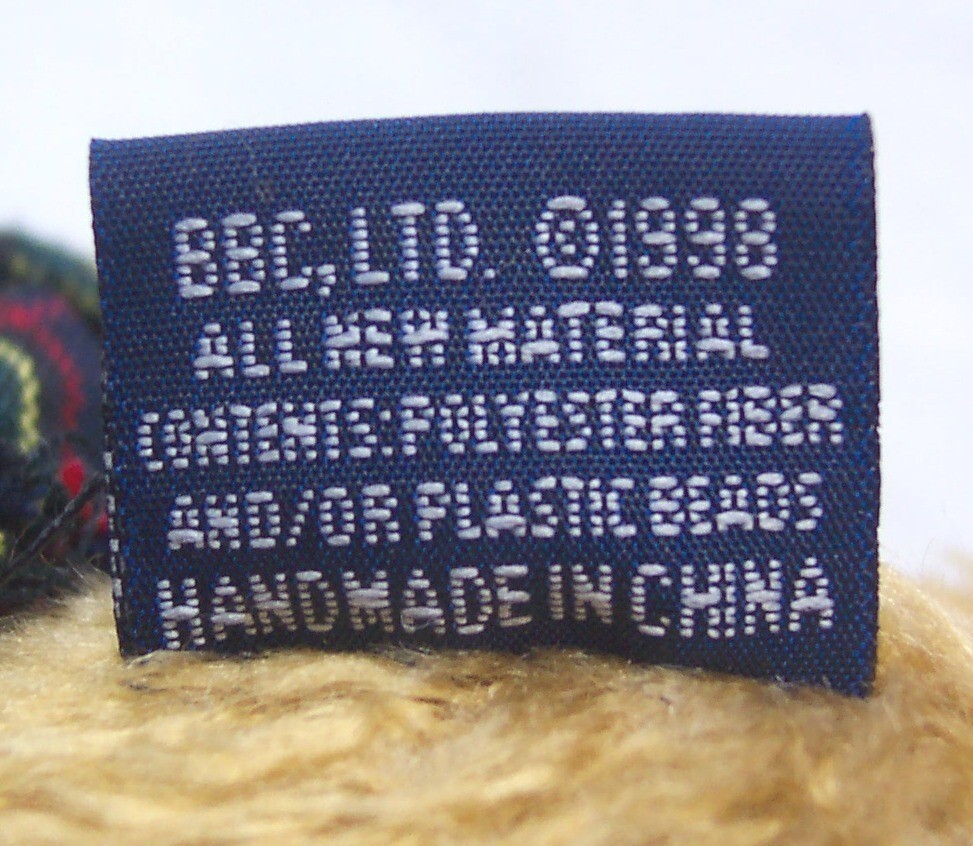 BBC, LTD. ©1998
ALL NEW MATERIAL
CONTENTS: POLYESTER FIBER
AND/OR PLASTIC BEADS
HANDMADE IN CHINA